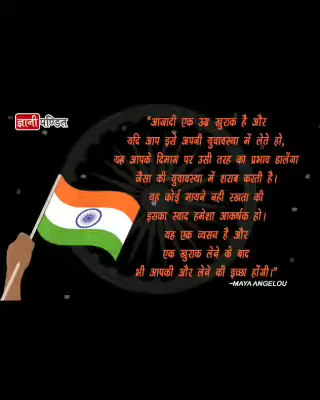 ज्ञानी पण्डित
"आजादी एक उग्र खुराक है और
यदि आप इसे अपनी युवावस्था में लेते हो,
यह आपके दिमाग पर उसी तरह का प्रभाव डालेंगा
जैसा की युवावस्था में शराब करती है।
यह कोई मायने नही रखता की
इसका स्वाद हमेशा आकर्षक हो।
यह एक व्यसन है और
एक खुराक लेने के बाद
भी आपकी और लेने की इच्छा होंगी।"
–MAYA ANGELOU